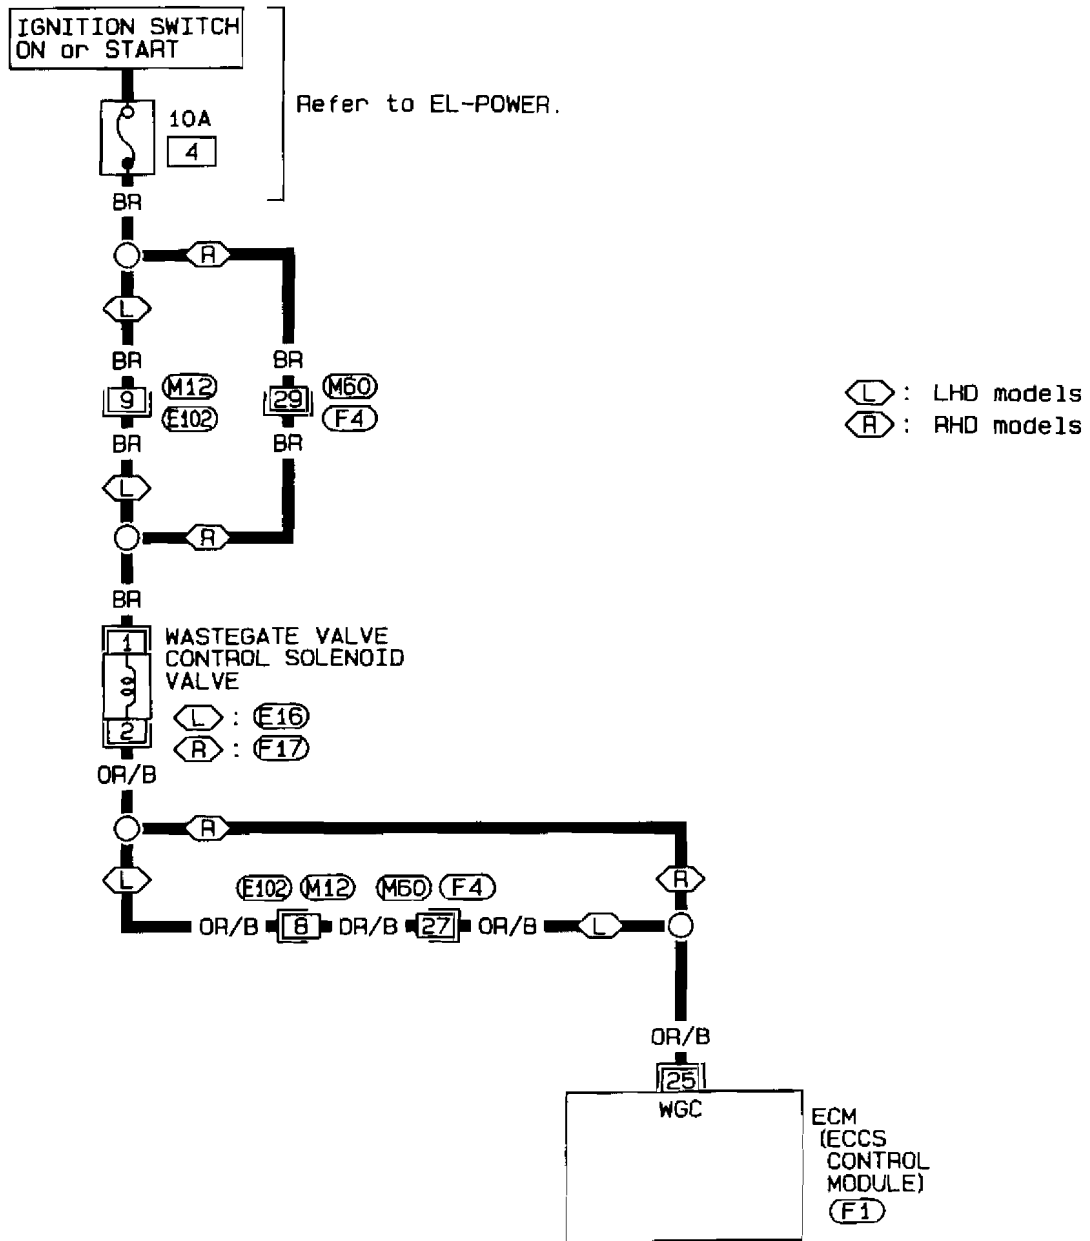 IGNITION SWITCH
ON or START
Refer to EL-POWER.
10A
4
BR
R
L
BR
BR
9
M12
E102
29
M60
F4
BR
BR
L
R
BR
L : LHD models
R : RHD models
1
WASTEGATE VALVE
CONTROL SOLENOID
VALVE
2
L : E16
R : F17
OR/B
R
L
R
E102 M12 M60 F4
OR/B 8 OR/B 27 OR/B L
OR/B
25
WGC
ECM
(ECCS
CONTROL
MODULE)
F1